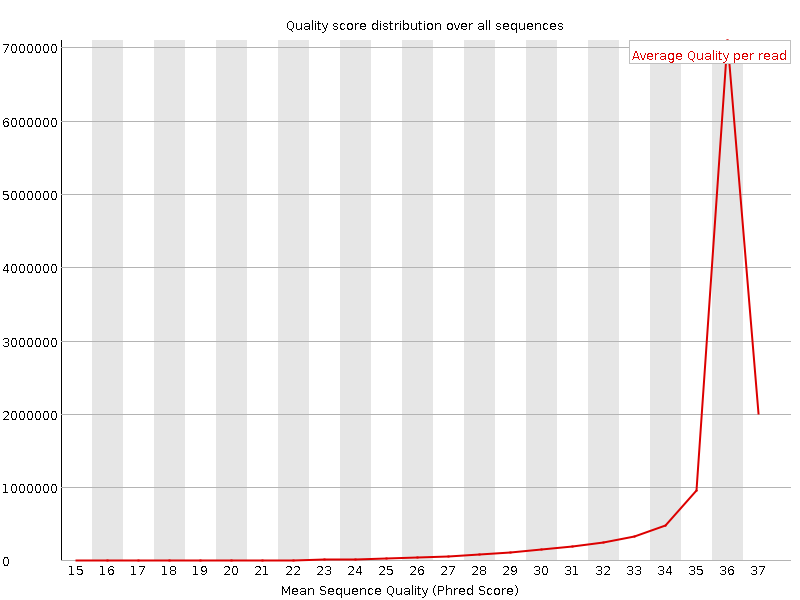 Quality score distribution over all sequences
Average Quality per read
7000000
6000000
5000000
4000000
3000000
2000000
1000000
0
15 16 17 18 19 20 21 22 23 24 25 26 27 28 29 30 31 32 33 34 35 36 37
Mean Sequence Quality (Phred Score)